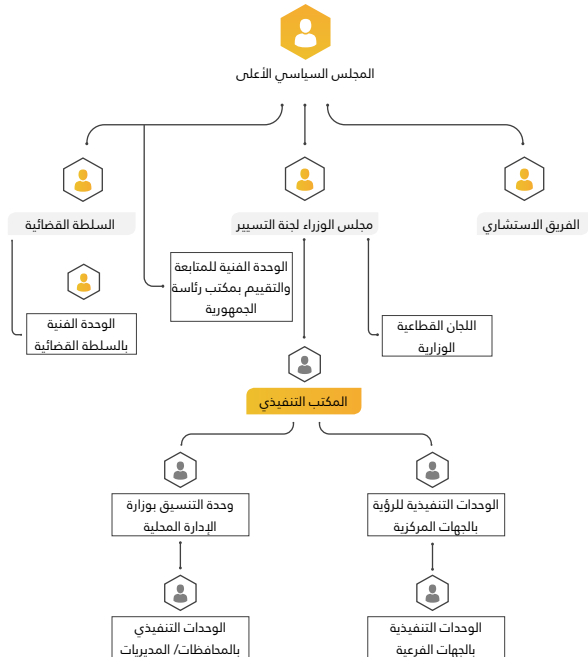 المجلس السياسي الأعلى
الفريق الاستشاري
مجلس الوزراء لجنة التسيير
السلطة القضائية
الوحدة الفنية للمتابعة
والتقييم بمكتب رئاسة
الجمهورية
اللجان القطاعية
الوزارية
الوحدة الفنية
بالسلطة القضائية
المكتب التنفيذي
الوحدات التنفيذية للرؤية
بالجهات المركزية
وحدة التنسيق بوزارة
الإدارة المحلية
الوحدات التنفيذية
بالجهات الفرعية
الوحدات التنفيذي
بالمحافظات/ المديريات